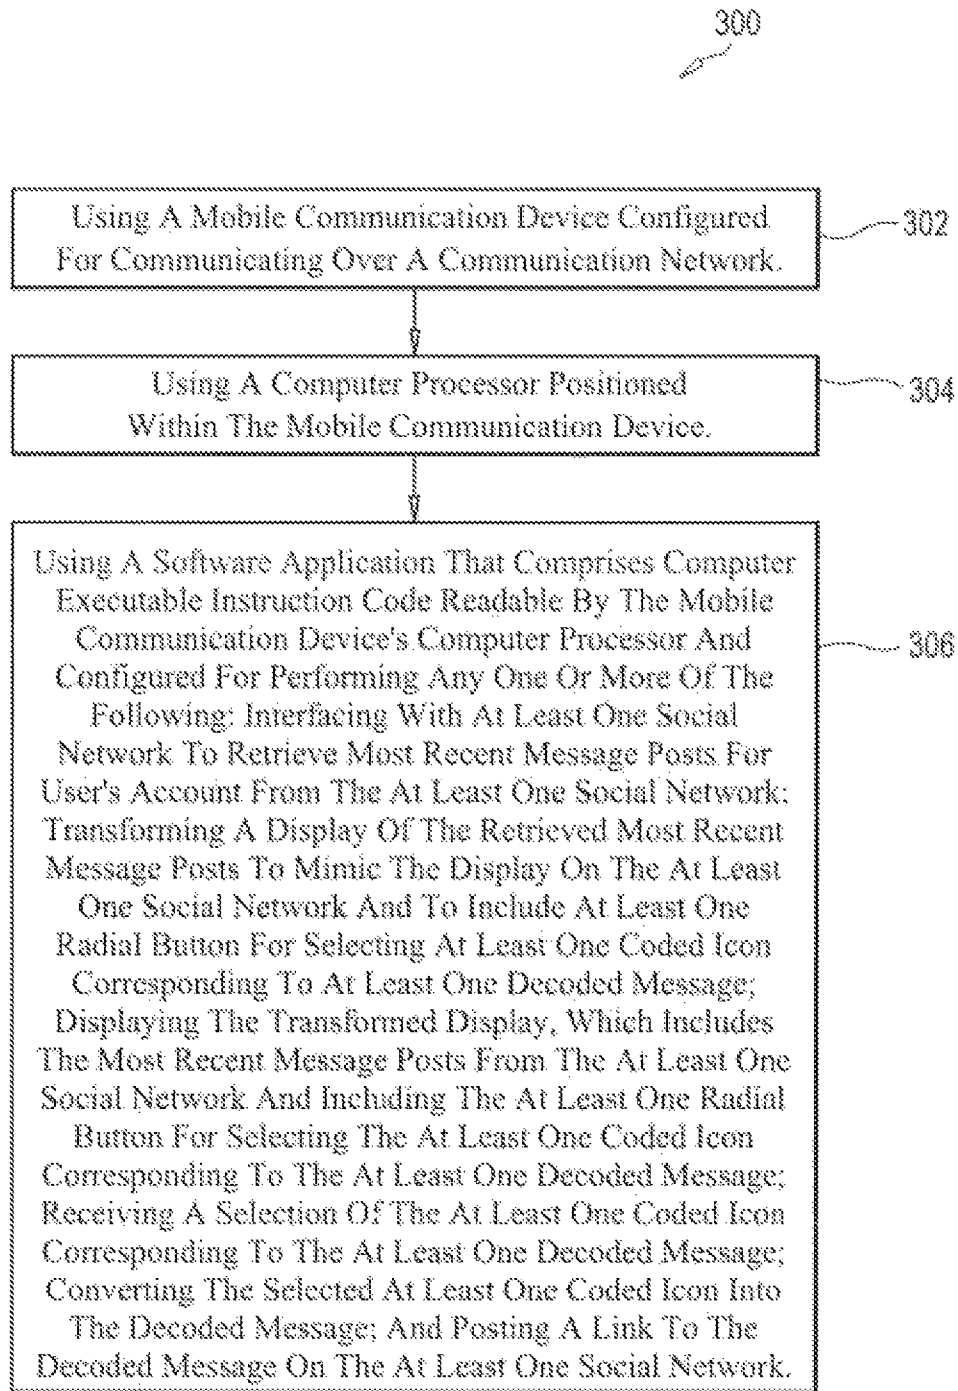 300
Using A Mobile Communication Device Configured
For Communicating Over A Communication Network.
302
Using A Computer Processor Positioned
Within The Mobile Communication Device.
304
Using A Software Application That Comprises Computer
Executable Instruction Code Readable By The Mobile
Communication Device's Computer Processor And
Configured For Performing Any One Or More Of The
Following: Interfacing With At Least One Social
Network To Retrieve Most Recent Message Posts For
User's Account From The At Least One Social Network;
Transforming A Display Of The Retrieved Most Recent
Message Posts To Mimic The Display On The At Least
One Social Network And To Include At Least One
Radial Button For Selecting At Least One Coded Icon
Corresponding To At Least One Decoded Message;
Displaying The Transformed Display, Which Includes
The Most Recent Message Posts From The At Least One
Social Network And Including The At Least One Radial
Button For Selecting The At Least One Coded Icon
Corresponding To The At Least One Decoded Message;
Receiving A Selection Of The At Least One Coded Icon
Corresponding To The At Least One Decoded Message;
Converting The Selected At Least One Coded Icon Into
The Decoded Message; And Posting A Link To The
Decoded Message On The At Least One Social Network.
306